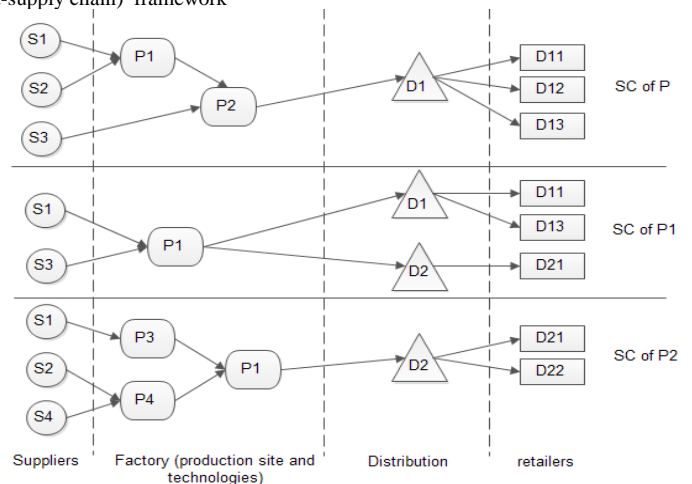 -supply chain) framework
S1
P1
D11
S2
D1
D12
SC of P
P2
S3
D13
S1
D1
D11
D13
SC of P1
P1
S3
D2
D21
S1
P3
D21
S2
P1
D2
SC of P2
D22
P4
S4
Suppliers
Factory (production site and
technologies)
Distribution
retailers